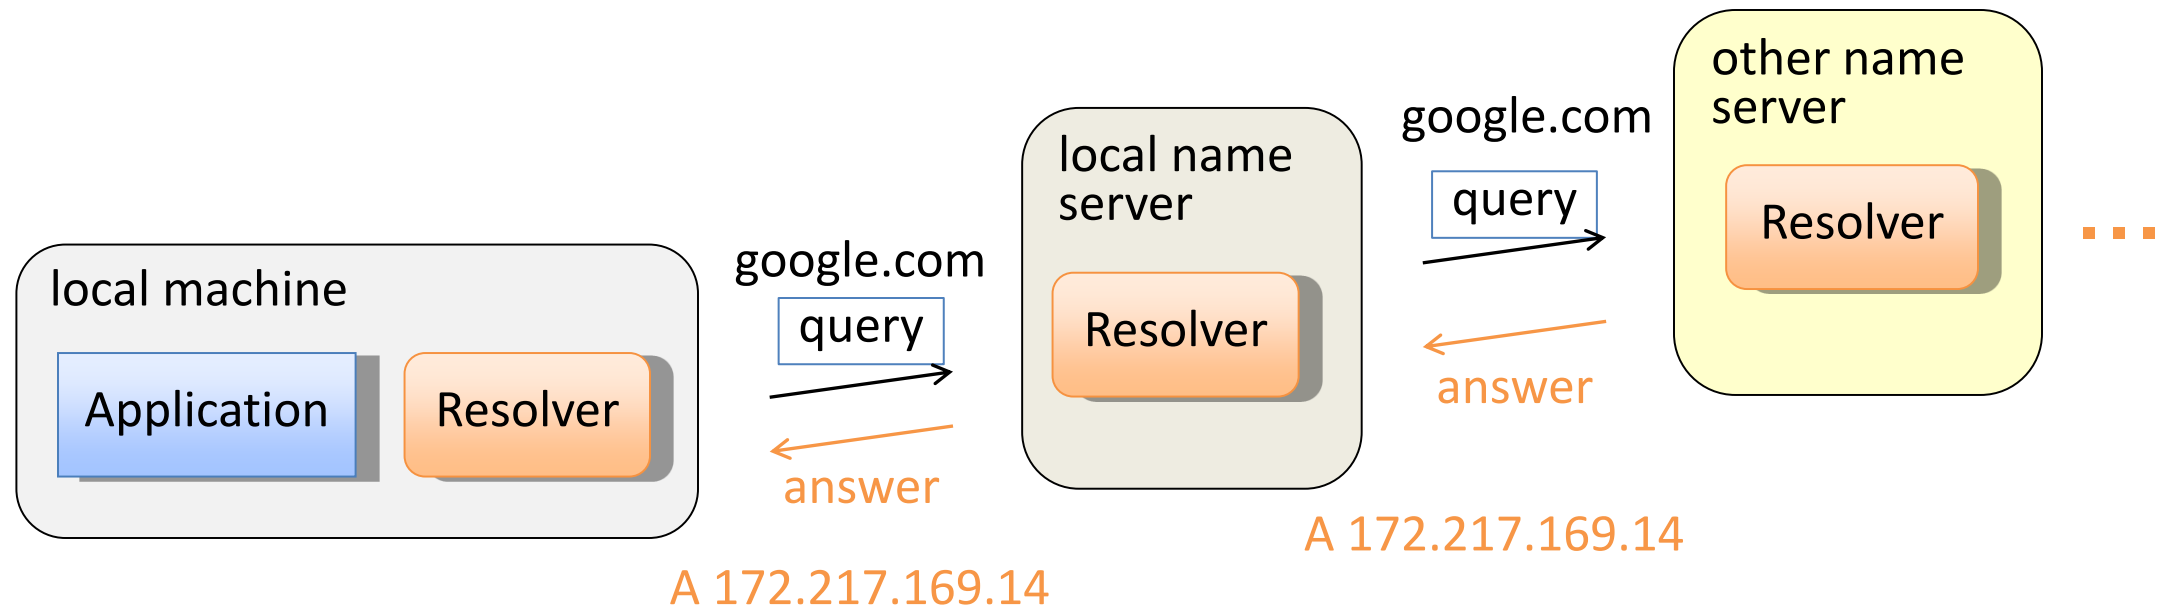 local machine
Application
Resolver
google.com
query
answer
A 172.217.169.14
local name
server
Resolver
google.com
query
answer
A 172.217.169.14
other name
server
Resolver